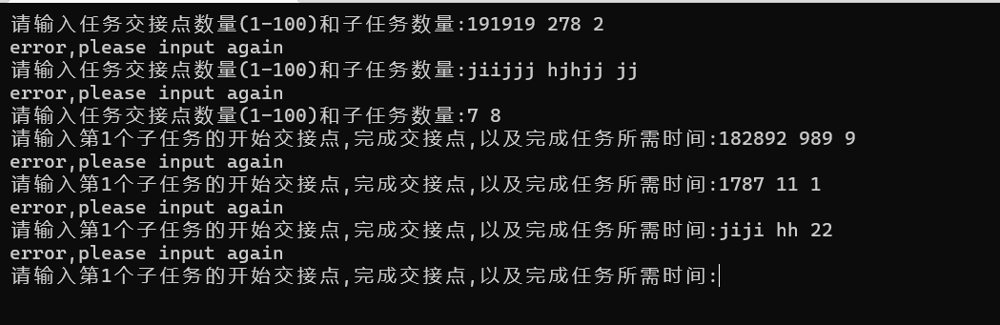 请输入任务交接点数量(1-100)和子任务数量:191919 278 2
error,please input again
请输入任务交接点数量(1-100)和子任务数量:jiijjj hjhjj jj
error,please input again
请输入任务交接点数量(1-100)和子任务数量:7 8
请输入第1个子任务的开始交接点,完成交接点,以及完成任务所需时间:182892 989 9
error,please input again
请输入第1个子任务的开始交接点,完成交接点,以及完成任务所需时间:1787 11 1
error,please input again
请输入第1个子任务的开始交接点,完成交接点,以及完成任务所需时间:jiji hh 22
error,please input again
请输入第1个子任务的开始交接点,完成交接点,以及完成任务所需时间: